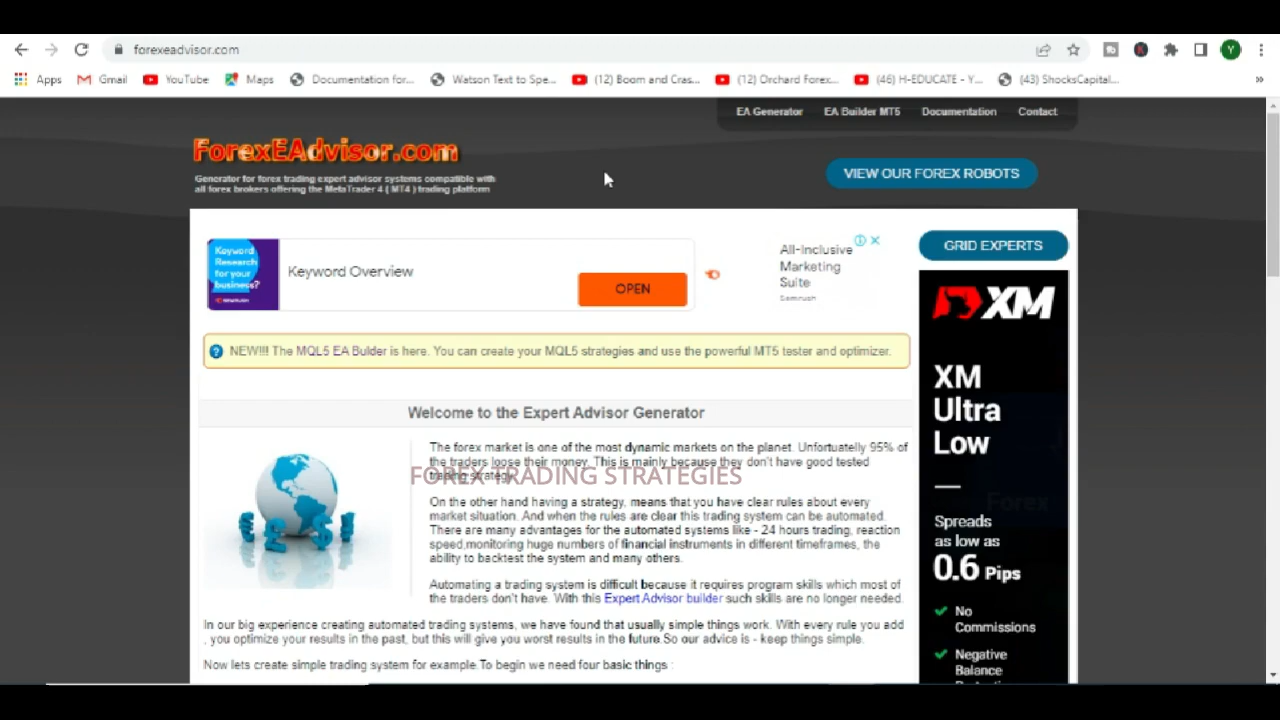 forexeadvisor.com
Y
Apps Gmail YouTube Maps Documentation for... Watson Text to Spe... (12) Boom and Cras... (12) Orchard Forex... (46) H-EDUCATE - Y... (43) ShocksCapital... »
EA Generator EA Builder MT5 Documentation Contact
ForexEAdvisor.com
Generator for forex trading expert advisor systems compatible with
all forex brokers offering the MetaTrader 4 ( MT4 ) trading platform
VIEW OUR FOREX ROBOTS
Keyword
Research
for your
business?
SEMRUSH
Keyword Overview
OPEN
All-Inclusive
Marketing
Suite
Semrush
GRID EXPERTS
NEW!!! The MQL5 EA Builder is here. You can create your MQL5 strategies and use the powerful MT5 tester and optimizer.
Welcome to the Expert Advisor Generator
The forex market is one of the most dynamic markets on the planet. Unfortuatelly 95% of
the traders loose their money. This is mainly because they don't have good tested
trading strategy.
FOREX TRADING STRATEGIES
On the other hand having a strategy, means that you have clear rules about every
market situation. And when the rules are clear this trading system can be automated.
There are many advantages for the automated systems like - 24 hours trading, reaction
speed,monitoring huge numbers of financial instruments in different timeframes, the
ability to backtest the system and many others.
Automating a trading system is difficult because it requires program skills which most of
the traders don't have. With this Expert Advisor builder such skills are no longer needed.
In our big experience creating automated trading systems, we have found that usually simple things work. With every rule you add
, you optimize your results in the past, but this will give you worst results in the future.So our advice is - keep things simple.
Now lets create simple trading system for example.To begin we need four basic things :
XM
XM
Ultra
Low
Forex
Spreads
as low as
0.6 Pips
No
Commissions
Negative
Balance